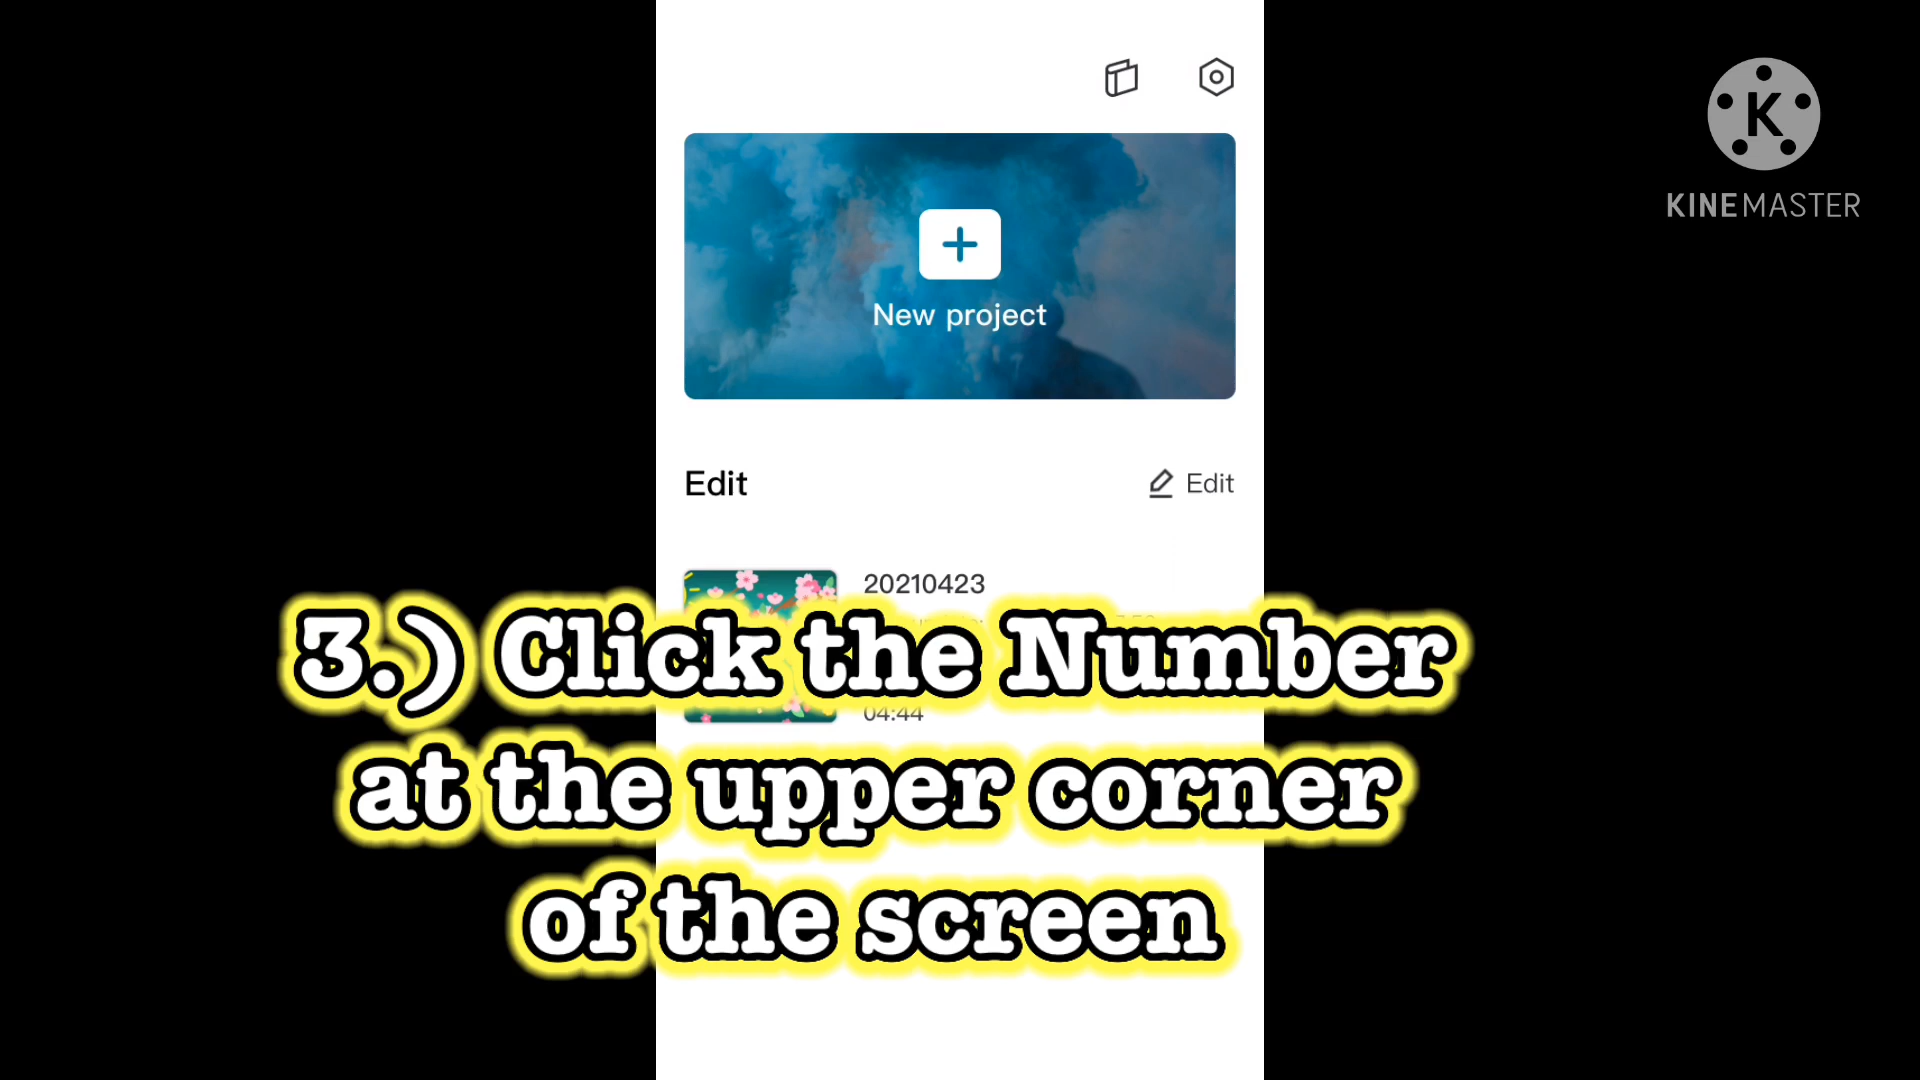 K
KINEMASTER
New project
Edit
Edit
20210423
3.) Click the Number
04:44
at the upper corner
of the screen